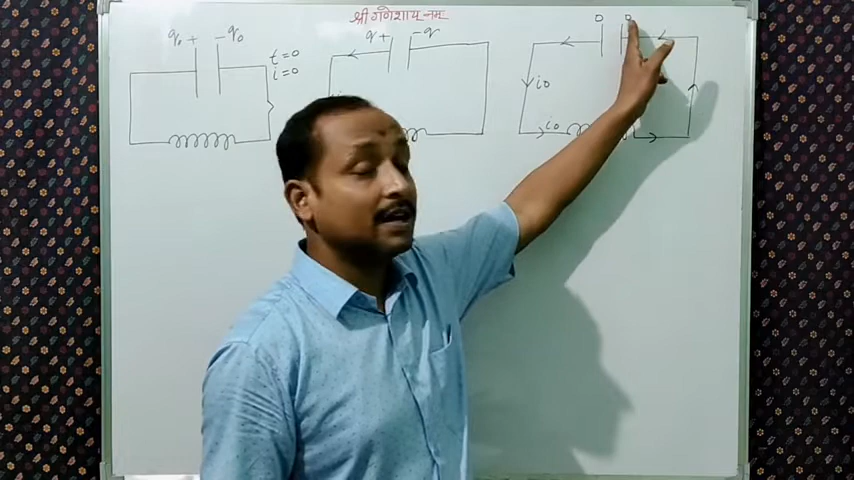 श्री गणेशाय नमः
q₀ + - q₀
t = 0
i = 0
q + - q
0 0
i₀
i₀